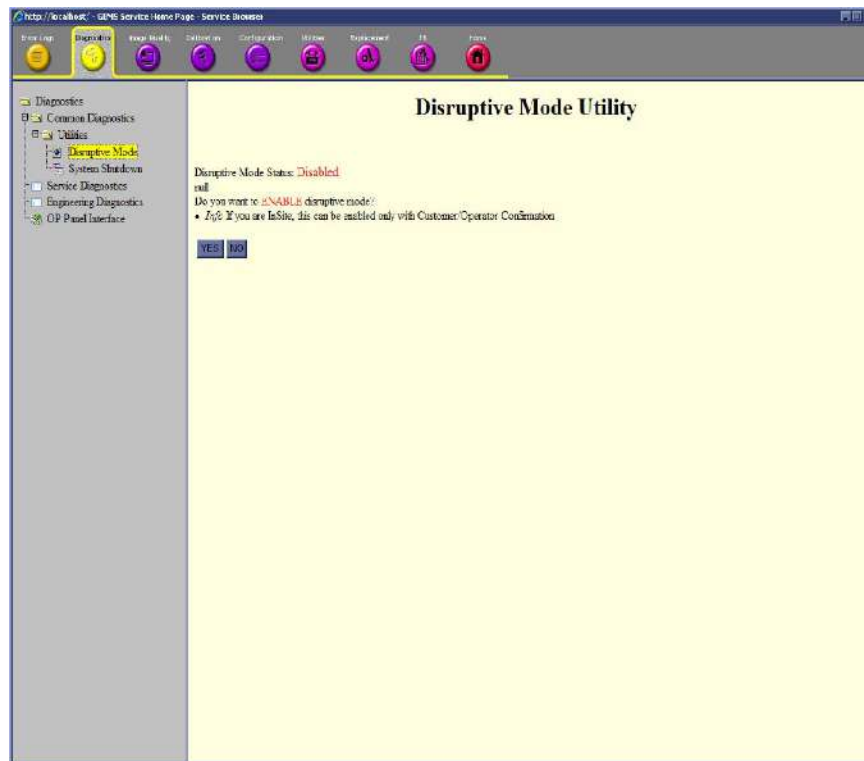 http://localhost/ - GEMS Service Home Page - Service Browser
Error Logs Diagnostics Image Quality Calibration Configuration Utilities Replacement PM Home
Diagnostics
Common Diagnostics
Utilities
Disruptive Mode
System Shutdown
Service Diagnostics
Engineering Diagnostics
OP Panel Interface
Disruptive Mode Utility
Disruptive Mode Status: Disabled
null
Do you want to ENABLE disruptive mode?
• Info: If you are InSite, this can be enabled only with Customer/Operator Confirmation
YES NO